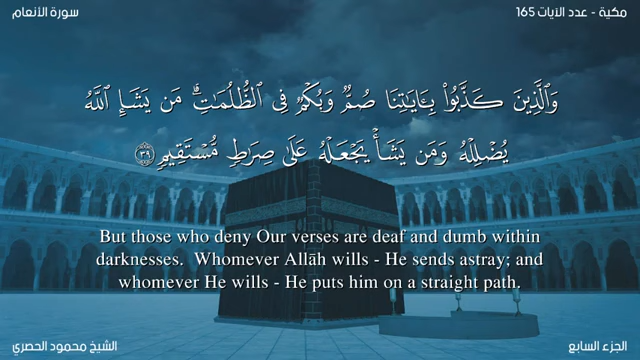 سورة الأنعام
مكية - عدد الآيات 165
وَٱلَّذِينَ كَذَّبُوا۟ بِـَٔايَـٰتِنَا صُمٌّ وَبُكْمٌ فِى ٱلظُّلُمَـٰتِ ۗ مَن يَشَإِ ٱللَّهُ
يُضْلِلْهُ وَمَن يَشَأْ يَجْعَلْهُ عَلَىٰ صِرَٰطٍ مُّسْتَقِيمٍ ٣٩
But those who deny Our verses are deaf and dumb within
darknesses. Whomever Allāh wills - He sends astray; and
whomever He wills - He puts him on a straight path.
الشيخ محمود الحصري
الجزء السابع